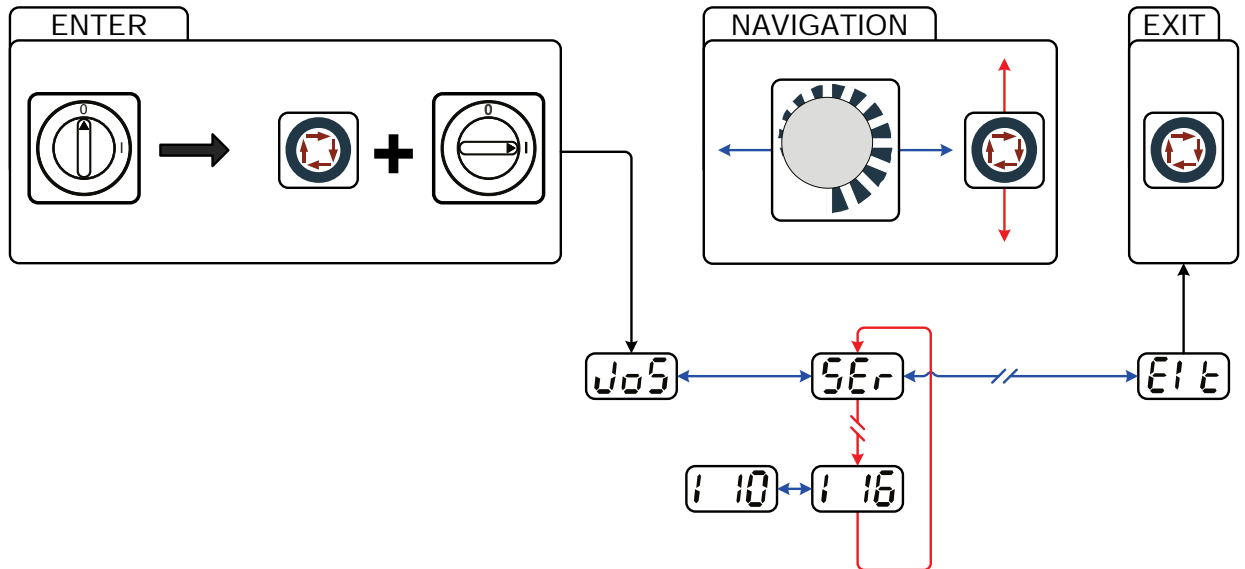 ENTER
NAVIGATION
EXIT
0
I
0
I
JoS
SEr
EIt
I 10
I 16